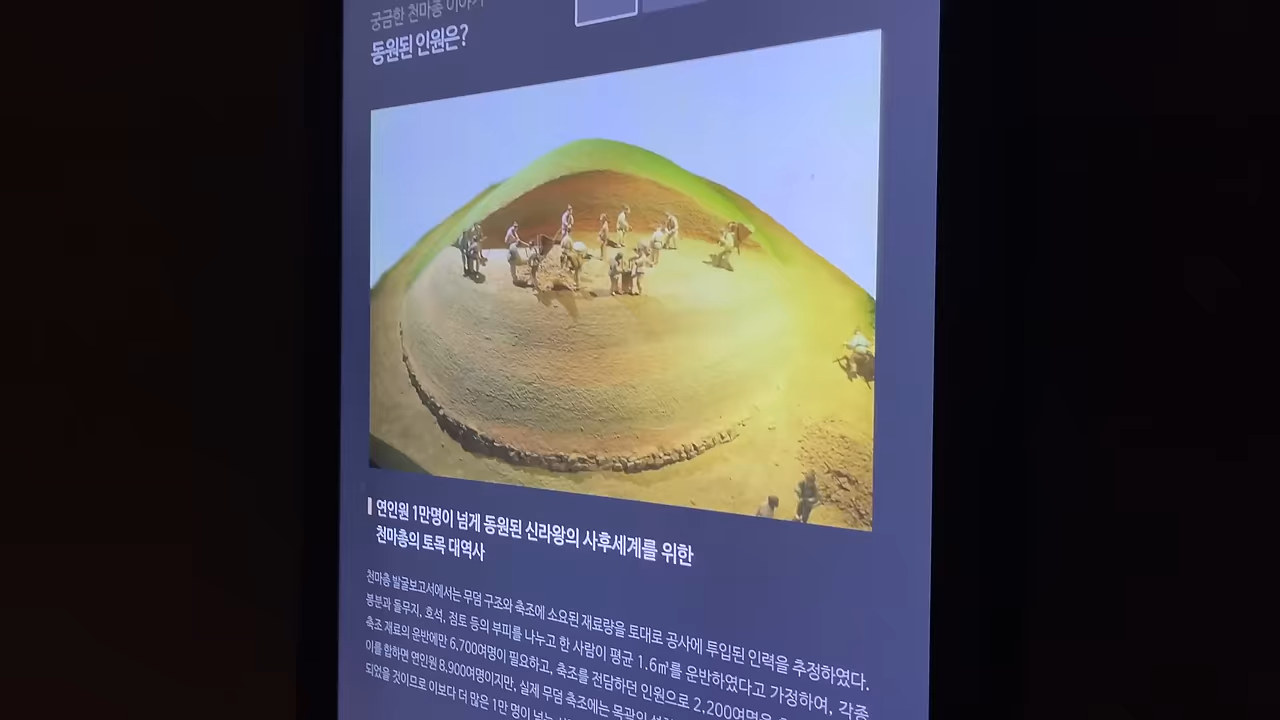 궁금한 천마총 이야기
동원된 인원은?
연인원 1만명이 넘게 동원된 신라왕의 사후세계를 위한
천마총의 토목 대역사
천마총 발굴보고서에서는 무덤 구조와 축조에 소요된 재료량을 토대로 공사에 투입된 인력을 추정하였다.
봉분과 돌무지, 호석, 점토 등의 부피를 나누고 한 사람이 평균 1.6㎥를 운반하였다고 가정하여, 각종
축조 재료의 운반에만 6,700여명이 필요하고, 축조를 전담하던 인원으로 2,200여명은
이를 합하면 연인원 8,900여명이지만, 실제 무덤 축조에는 목곽의
되었을 것이므로 이보다 더 많은 1만 명이 넘는